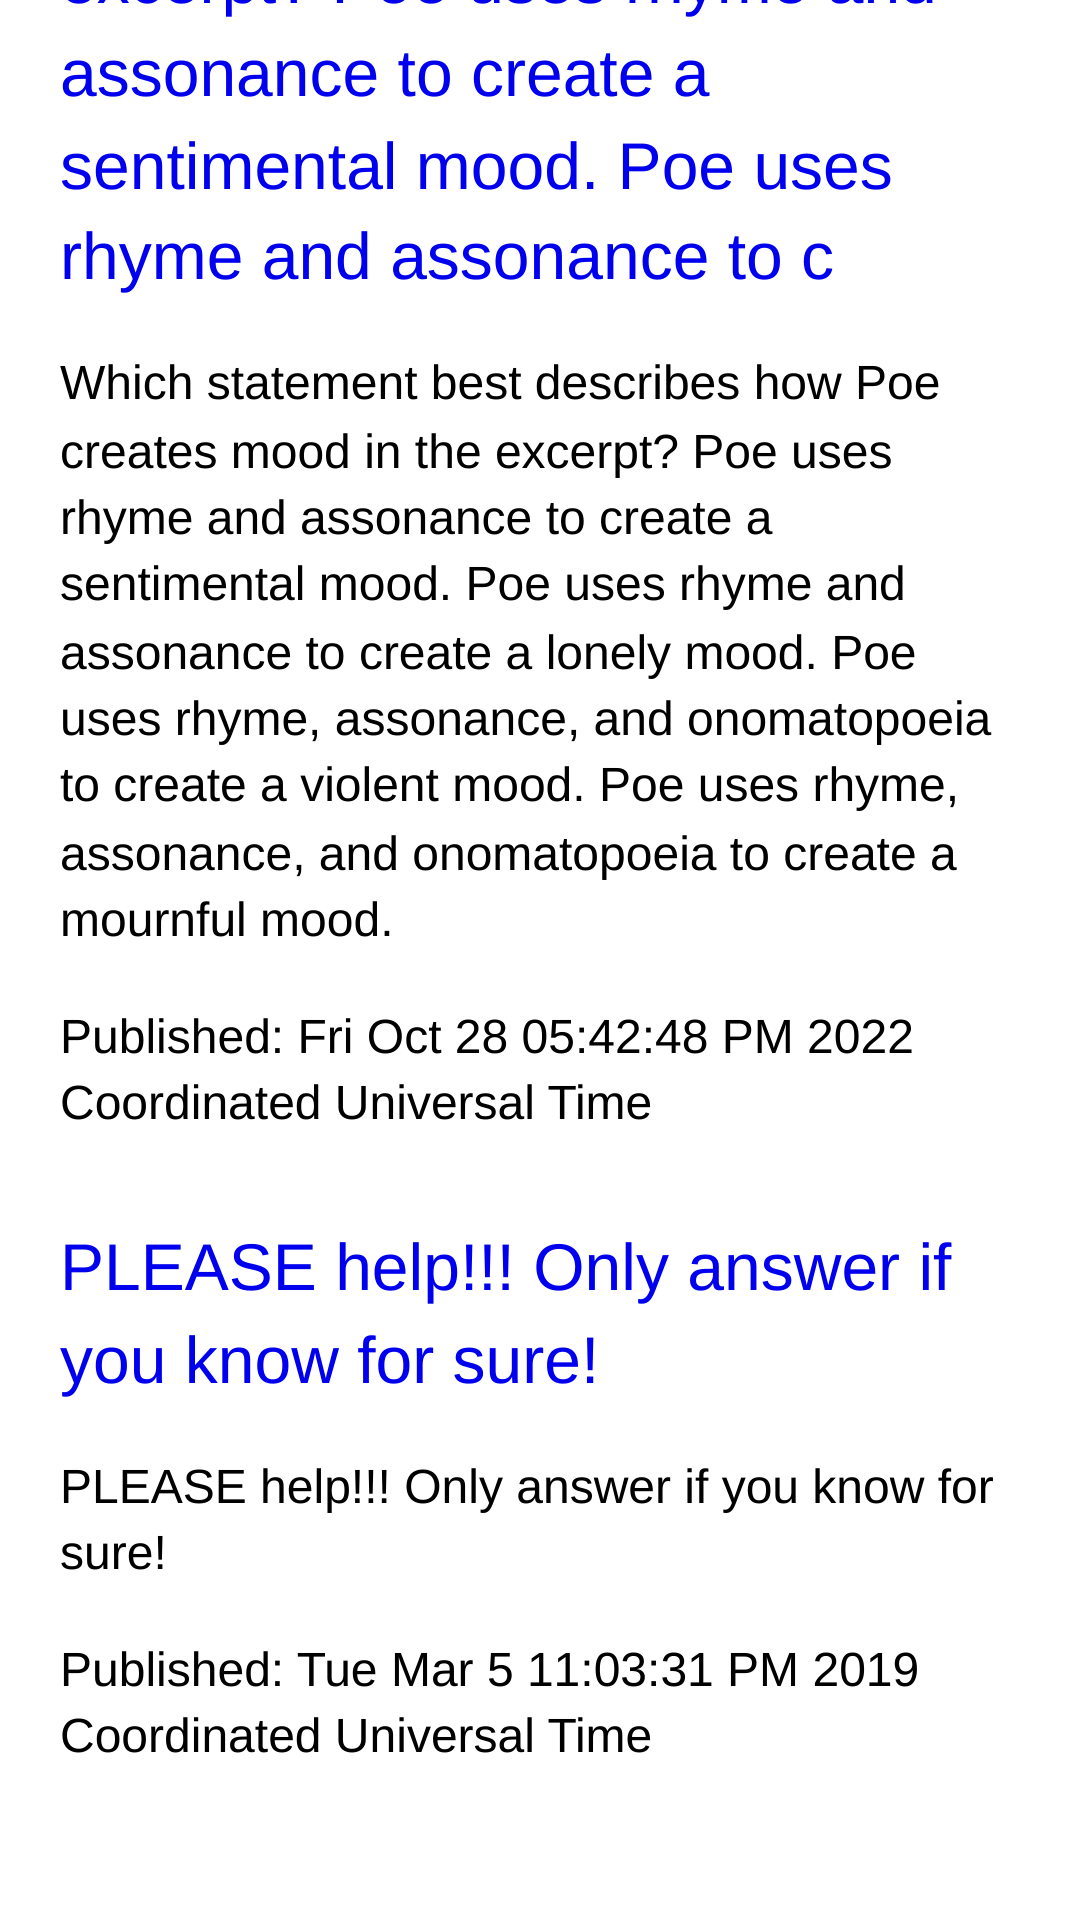 excerpt? Poe uses rhyme and
assonance to create a
sentimental mood. Poe uses
rhyme and assonance to c
Which statement best describes how Poe
creates mood in the excerpt? Poe uses
rhyme and assonance to create a
sentimental mood. Poe uses rhyme and
assonance to create a lonely mood. Poe
uses rhyme, assonance, and onomatopoeia
to create a violent mood. Poe uses rhyme,
assonance, and onomatopoeia to create a
mournful mood.
Published: Fri Oct 28 05:42:48 PM 2022
Coordinated Universal Time
PLEASE help!!! Only answer if
you know for sure!
PLEASE help!!! Only answer if you know for
sure!
Published: Tue Mar 5 11:03:31 PM 2019
Coordinated Universal Time